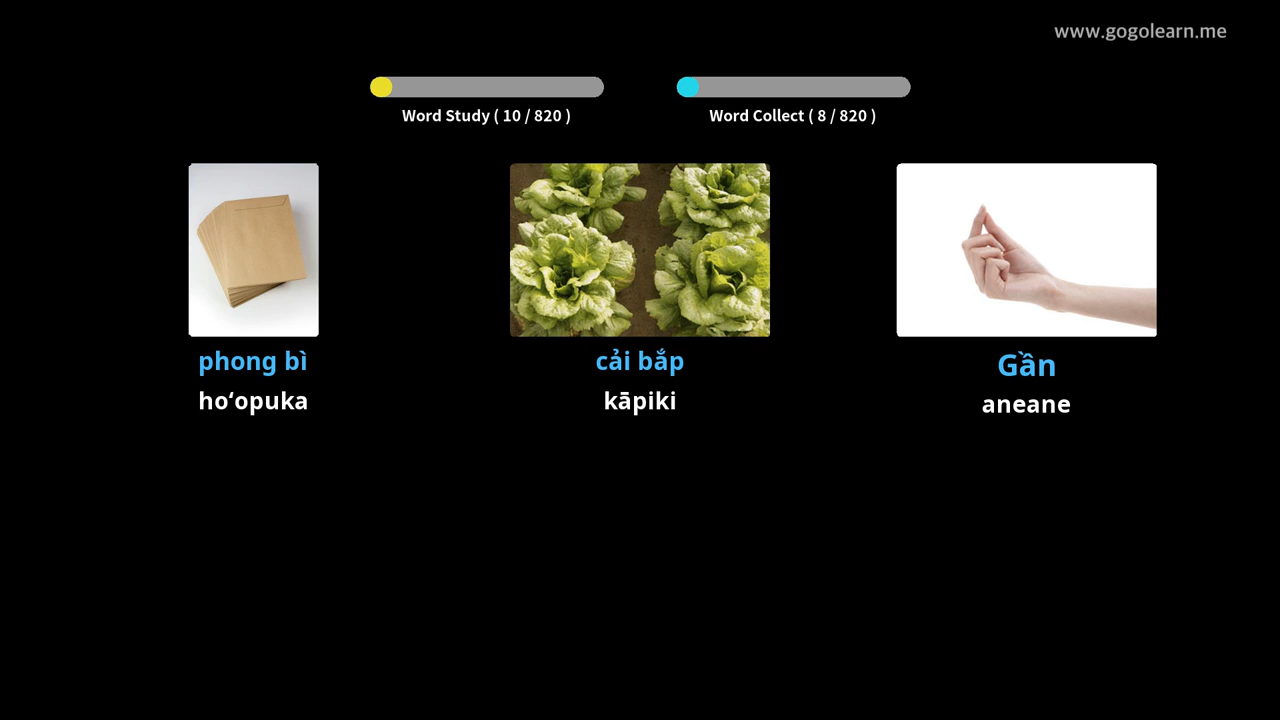 www.gogolearn.me
Word Study ( 10 / 820 )
Word Collect ( 8 / 820 )
phong bì
hoʻopuka
cải bắp
kāpiki
Gần
aneane